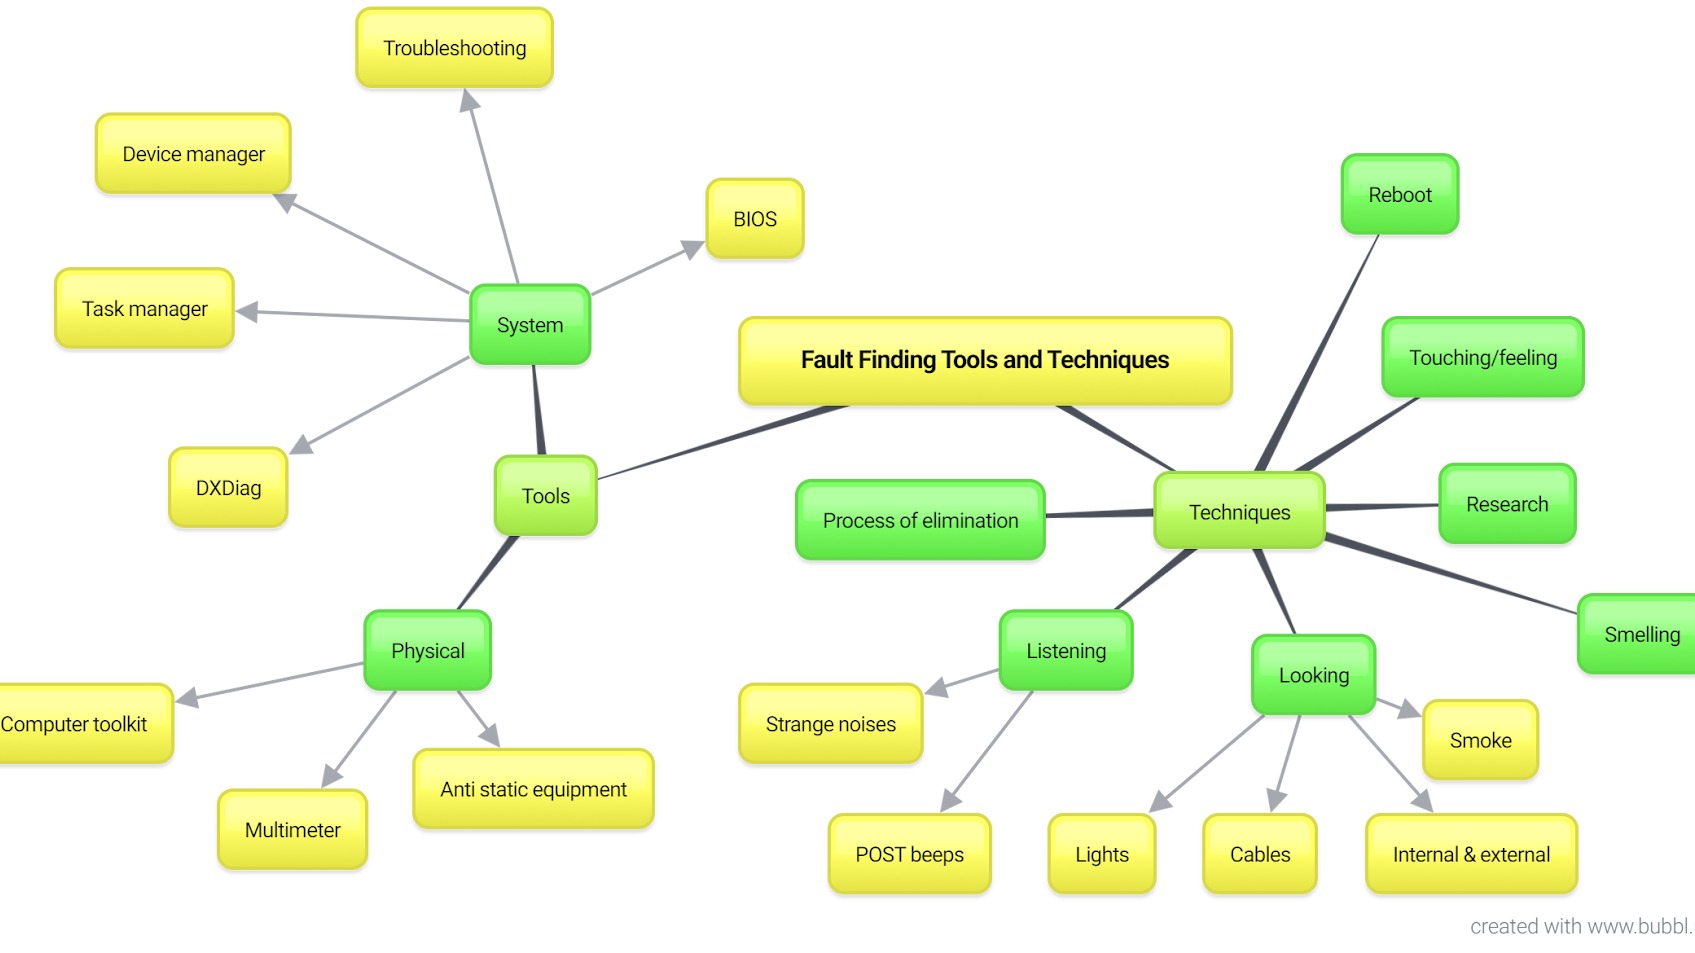 Troubleshooting
Device manager
BIOS
Reboot
Task manager
System
Fault Finding Tools and Techniques
Touching/feeling
DXDiag
Tools
Process of elimination
Techniques
Research
Physical
Listening
Looking
Smelling
Computer toolkit
Strange noises
Smoke
Anti static equipment
Multimeter
POST beeps
Lights
Cables
Internal & external
created with www.bubbl.